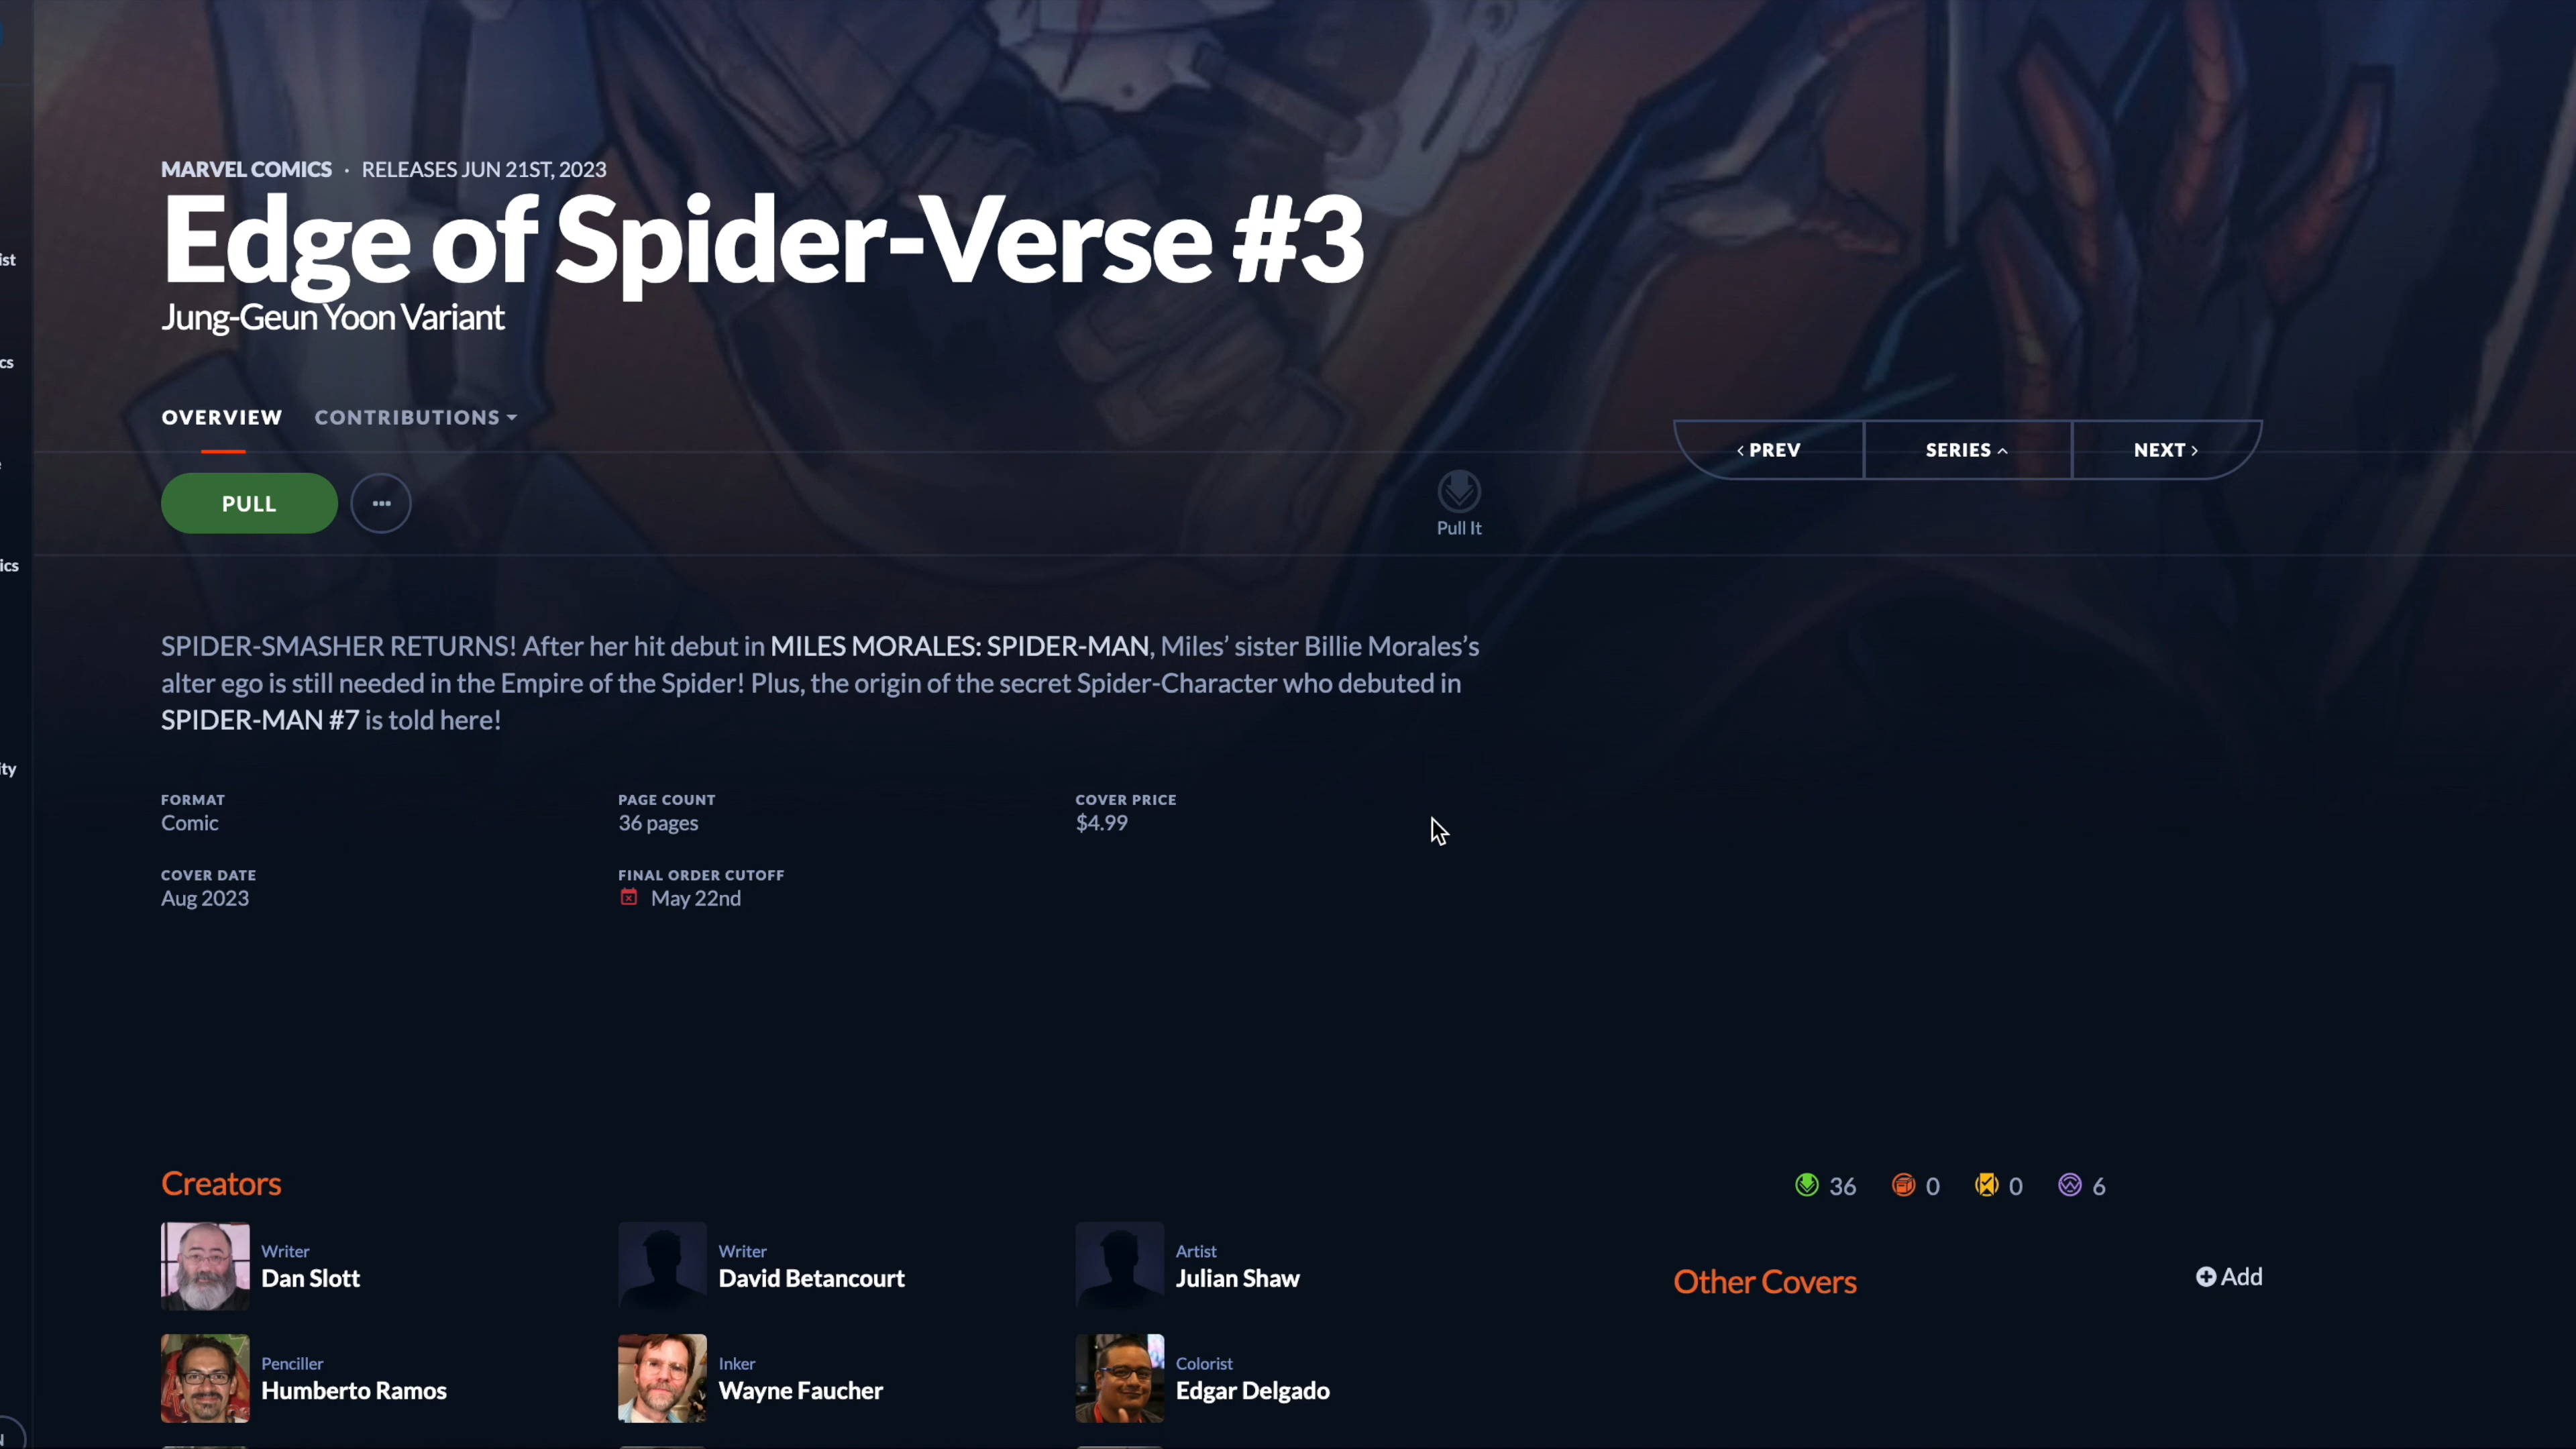 MARVEL COMICS · RELEASES JUN 21ST, 2023
Edge of Spider-Verse #3
Jung-Geun Yoon Variant
ist
cs
ics
ity
OVERVIEW CONTRIBUTIONS
‹ PREV SERIES NEXT ›
PULL ...
Pull It
SPIDER-SMASHER RETURNS! After her hit debut in MILES MORALES: SPIDER-MAN, Miles’ sister Billie Morales’s
alter ego is still needed in the Empire of the Spider! Plus, the origin of the secret Spider-Character who debuted in
SPIDER-MAN #7 is told here!
FORMAT PAGE COUNT COVER PRICE
Comic 36 pages $4.99
COVER DATE FINAL ORDER CUTOFF
Aug 2023 May 22nd
Creators
36 0 0 6
Writer Writer Artist
Dan Slott David Betancourt Julian Shaw
Other Covers Add
Penciller Inker Colorist
Humberto Ramos Wayne Faucher Edgar Delgado